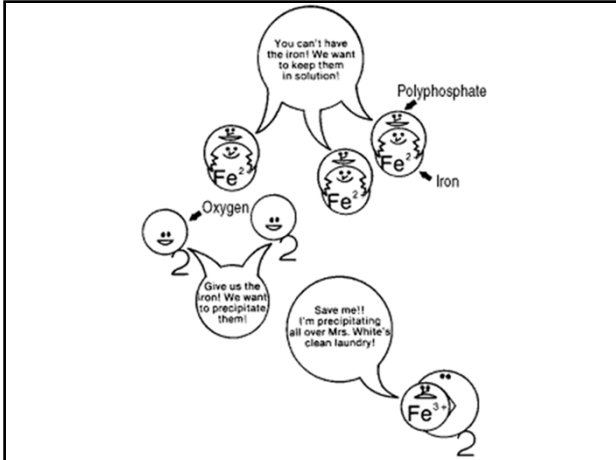 You can't have
the iron! We want
to keep them
in solution!
Polyphosphate
Fe2
Fe2
Fe2
Iron
Oxygen
2
2
Give us the
iron! We want
to precipitate
them!
Save me!!
I'm precipitating
all over Mrs. White's
clean laundry!
Fe3+
2